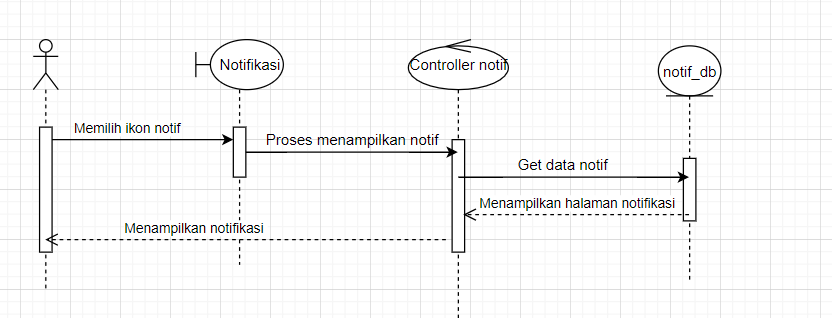 Notifikasi
Controller notif
notif_db
Memilih ikon notif
Proses menampilkan notif
Get data notif
Menampilkan halaman notifikasi
Menampilkan notifikasi